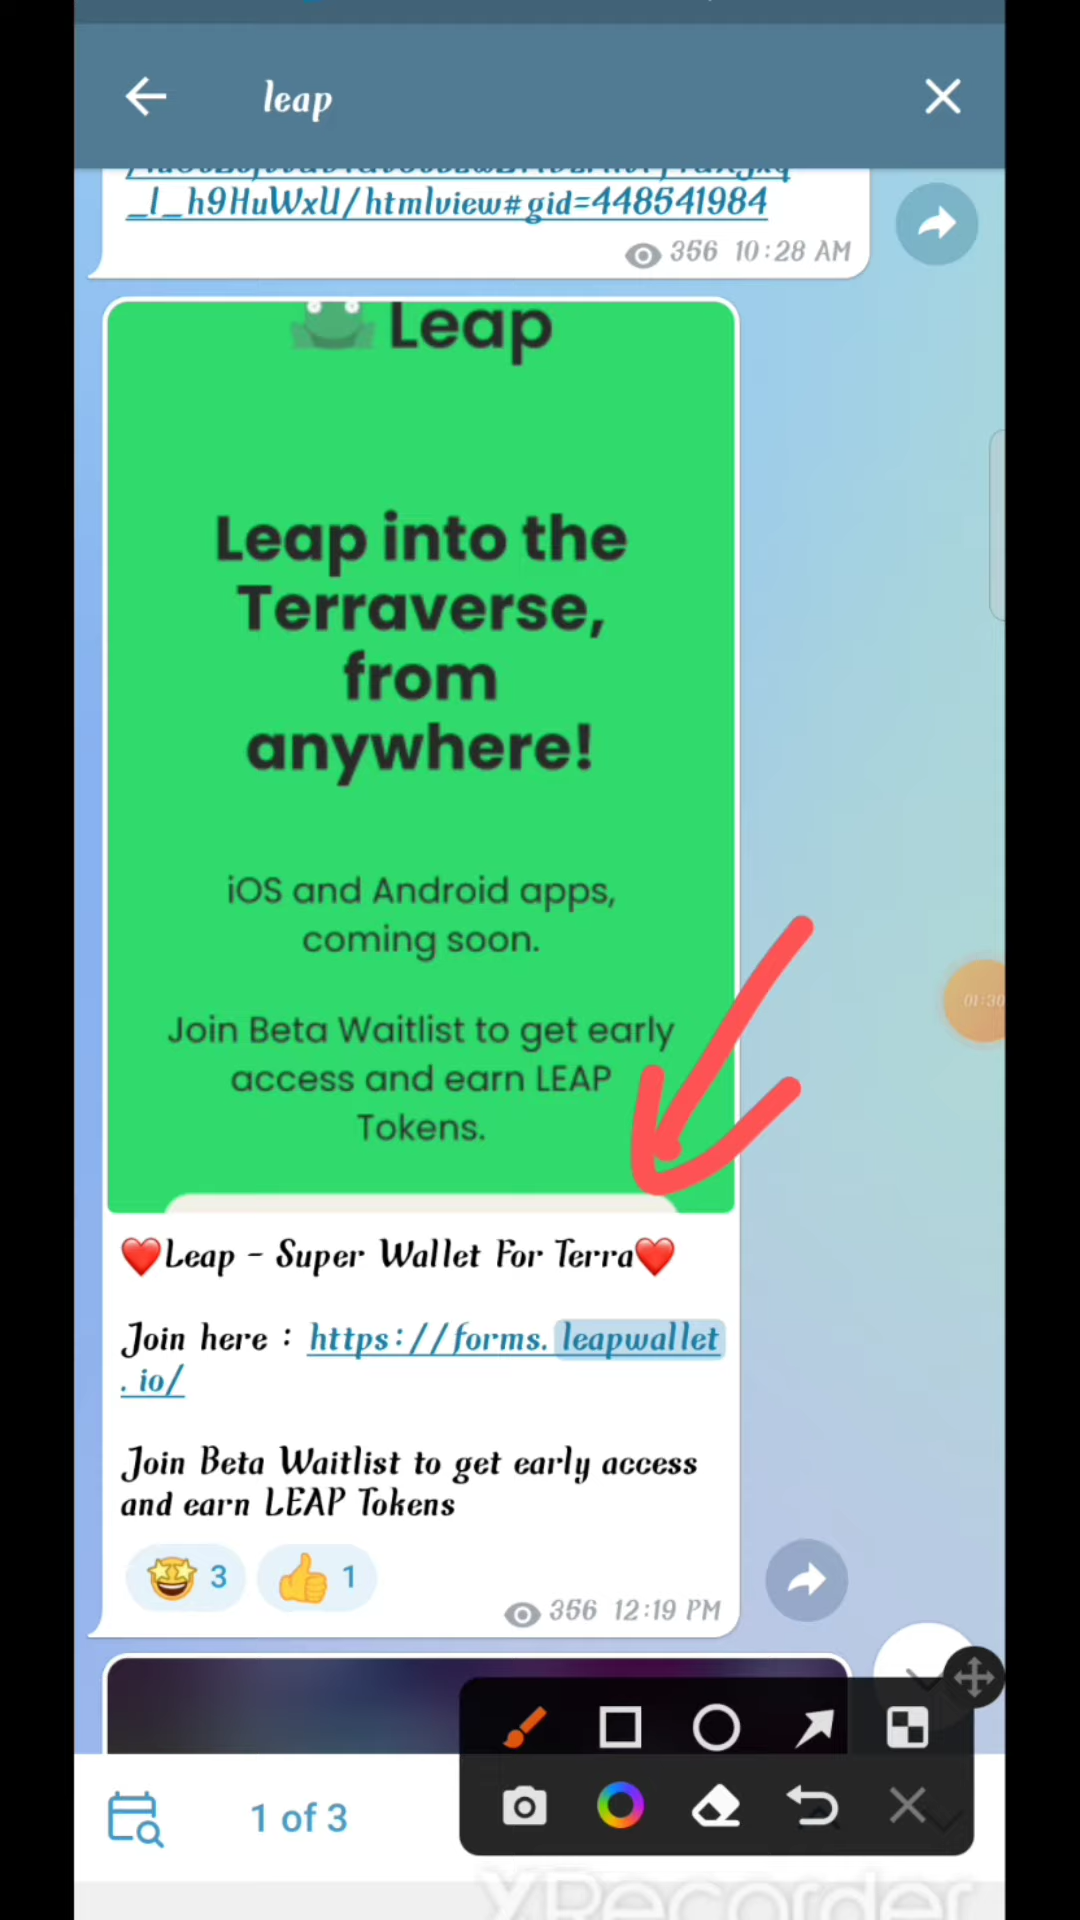 leap
_l_h9HuWxU/htmlview#gid=448541984
356 10:28 AM
Leap
Leap into the
Terraverse,
from
anywhere!
iOS and Android apps,
coming soon.
Join Beta Waitlist to get early
access and earn LEAP
Tokens.
01:30
❤️Leap - Super Wallet For Terra❤️
Join here : https://forms.leapwallet
.io/
Join Beta Waitlist to get early access
and earn LEAP Tokens
🤩 3 👍 1
356 12:19 PM
1 of 3
XRecorder